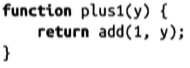 function plus1(y) {
    return add(1, y);
}